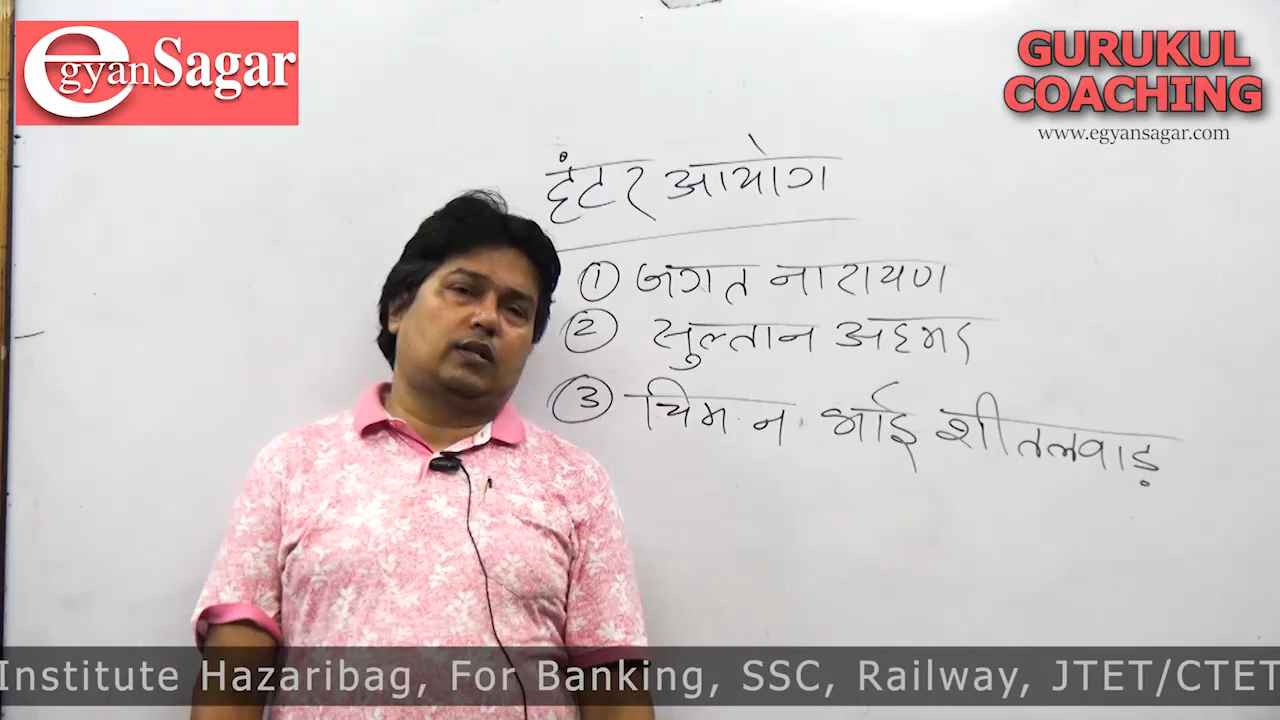 egyanSagar
GURUKUL
COACHING
www.egyansagar.com
हंटर आयोग
① जगत नारायण
② सुल्तान अहमद
③ चिमन भाई शीतलवाड़
Institute Hazaribag, For Banking, SSC, Railway, JTET/CTET